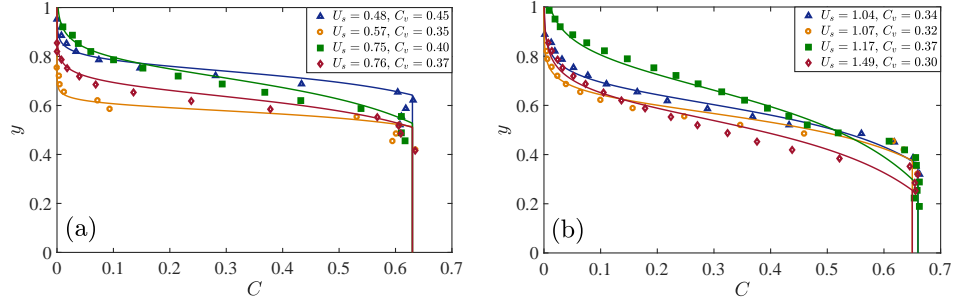 1
0.8
0.6
0.4
0.2
0
y
0
0.1
0.2
0.3
0.4
0.5
0.6
0.7
C
(a)
U_s = 0.48, C_v = 0.45
U_s = 0.57, C_v = 0.35
U_s = 0.75, C_v = 0.40
U_s = 0.76, C_v = 0.37
1
0.8
0.6
0.4
0.2
0
y
0
0.1
0.2
0.3
0.4
0.5
0.6
0.7
C
(b)
U_s = 1.04, C_v = 0.34
U_s = 1.07, C_v = 0.32
U_s = 1.17, C_v = 0.37
U_s = 1.49, C_v = 0.30